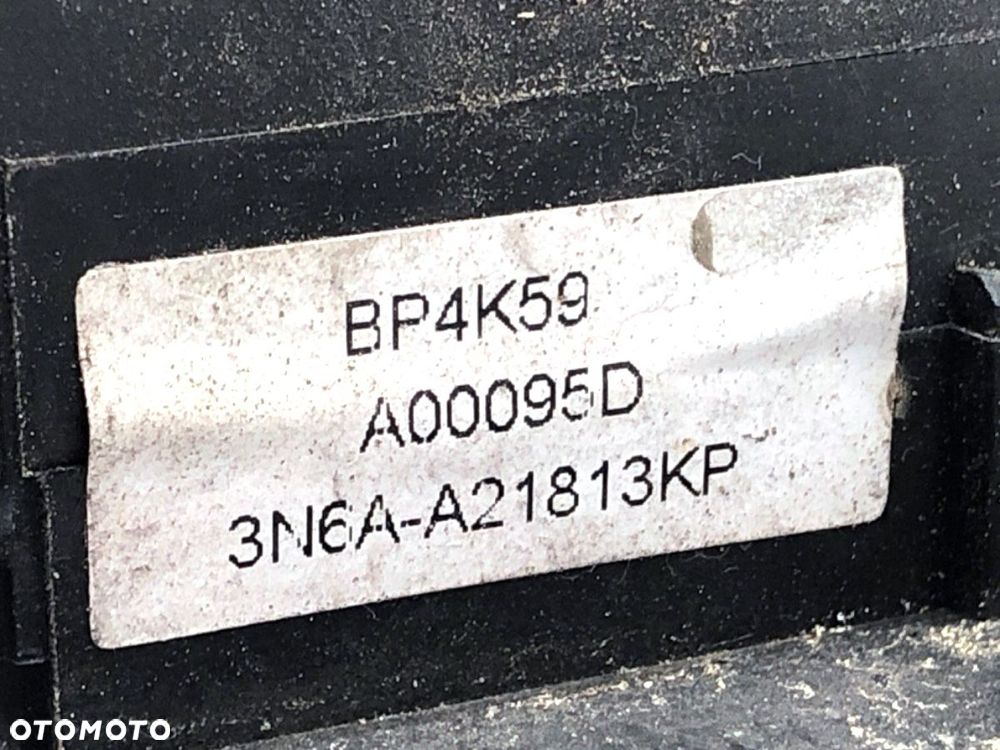 BP4K59
A00095D
3N6A-A21813KP
OTOMOTO